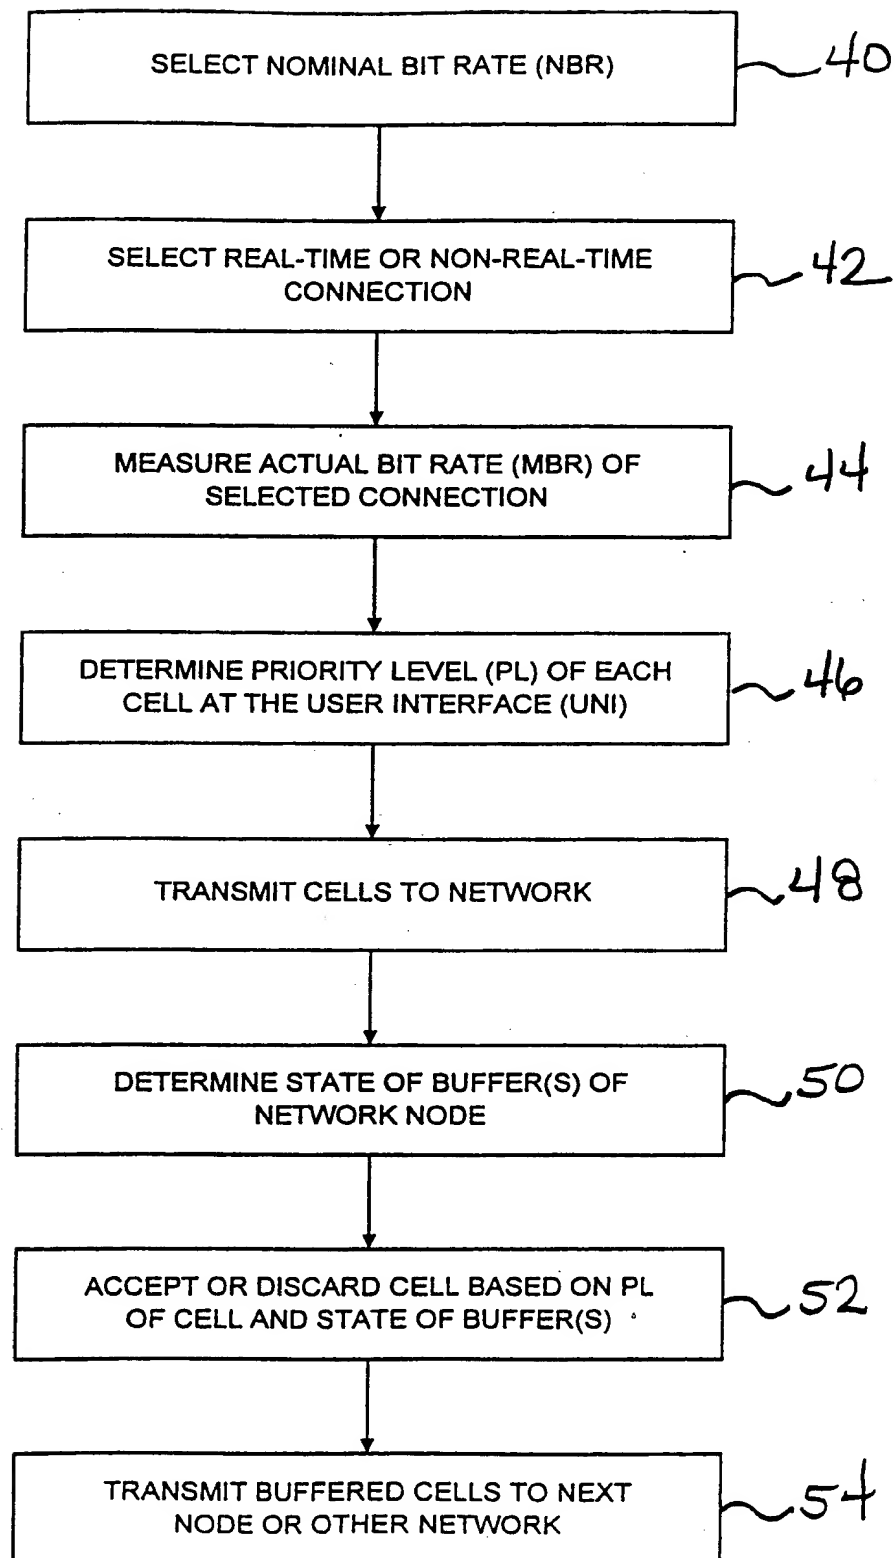 SELECT NOMINAL BIT RATE (NBR)
40
SELECT REAL-TIME OR NON-REAL-TIME
CONNECTION
42
MEASURE ACTUAL BIT RATE (MBR) OF
SELECTED CONNECTION
44
DETERMINE PRIORITY LEVEL (PL) OF EACH
CELL AT THE USER INTERFACE (UNI)
46
TRANSMIT CELLS TO NETWORK
48
DETERMINE STATE OF BUFFER(S) OF
NETWORK NODE
50
ACCEPT OR DISCARD CELL BASED ON PL
OF CELL AND STATE OF BUFFER(S)
52
TRANSMIT BUFFERED CELLS TO NEXT
NODE OR OTHER NETWORK
54